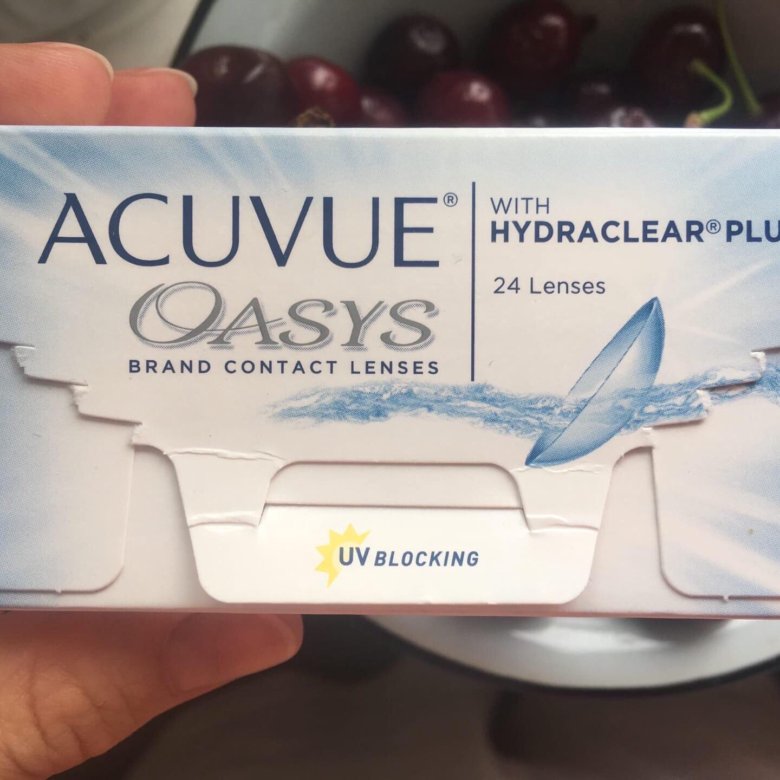 ACUVUE®
OASYS
BRAND CONTACT LENSES
WITH
HYDRACLEAR® PLU
24 Lenses
UV BLOCKING